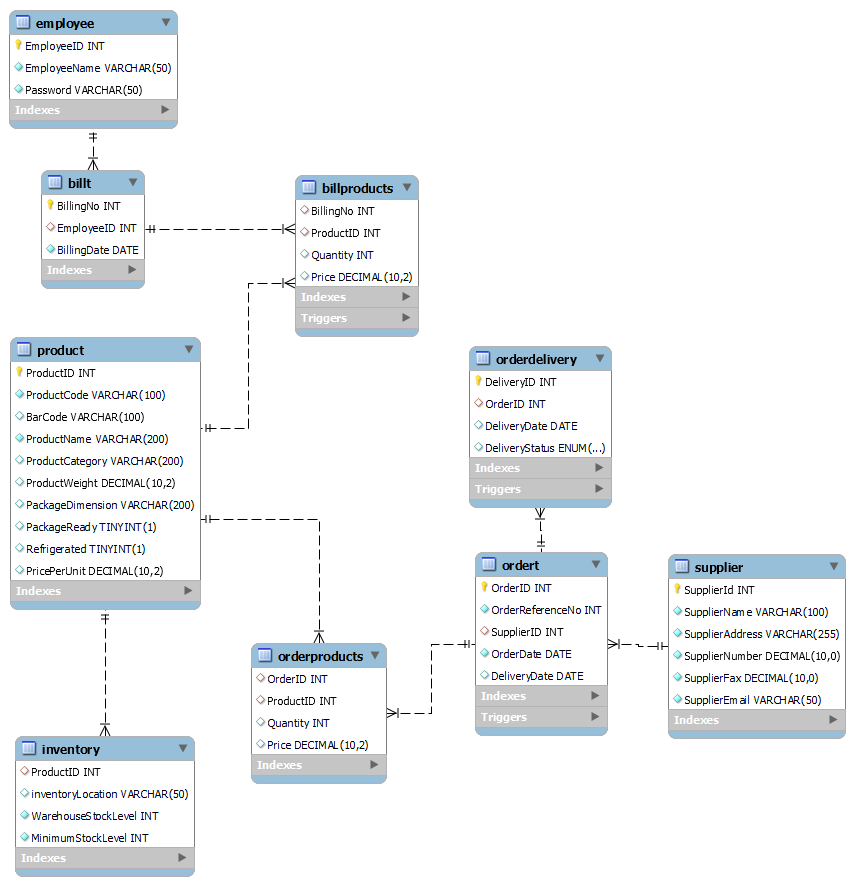 employee
EmployeeID INT
EmployeeName VARCHAR(50)
Password VARCHAR(50)
Indexes
billt
BillingNo INT
EmployeeID INT
BillingDate DATE
Indexes
billproducts
BillingNo INT
ProductID INT
Quantity INT
Price DECIMAL(10,2)
Indexes
Triggers
product
ProductID INT
ProductCode VARCHAR(100)
BarCode VARCHAR(100)
ProductName VARCHAR(200)
ProductCategory VARCHAR(200)
ProductWeight DECIMAL(10,2)
PackageDimension VARCHAR(200)
PackageReady TINYINT(1)
Refrigerated TINYINT(1)
PricePerUnit DECIMAL(10,2)
Indexes
orderdelivery
DeliveryID INT
OrderID INT
DeliveryDate DATE
DeliveryStatus ENUM(...)
Indexes
Triggers
ordert
OrderID INT
OrderReferenceNo INT
SupplierID INT
OrderDate DATE
DeliveryDate DATE
Indexes
Triggers
supplier
SupplierId INT
SupplierName VARCHAR(100)
SupplierAddress VARCHAR(255)
SupplierNumber DECIMAL(10,0)
SupplierFax DECIMAL(10,0)
SupplierEmail VARCHAR(50)
Indexes
orderproducts
OrderID INT
ProductID INT
Quantity INT
Price DECIMAL(10,2)
Indexes
inventory
ProductID INT
inventoryLocation VARCHAR(50)
WarehouseStockLevel INT
MinimumStockLevel INT
Indexes